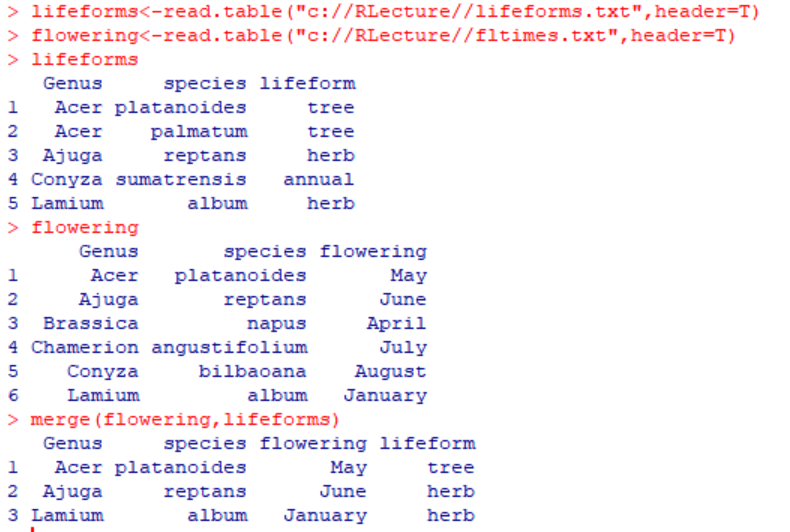 > lifeforms<-read.table("c://RLecture//lifeforms.txt",header=T)
> flowering<-read.table("c://RLecture//fltimes.txt",header=T)
> lifeforms
   Genus     species lifeform
1   Acer platanoides     tree
2   Acer    palmatum     tree
3  Ajuga     reptans     herb
4 Conyza sumatrensis   annual
5 Lamium       album     herb
> flowering
      Genus       species flowering
1      Acer   platanoides       May
2     Ajuga       reptans      June
3  Brassica         napus     April
4 Chamerion angustifolium      July
5    Conyza     bilbaoana    August
6    Lamium         album   January
> merge(flowering,lifeforms)
   Genus     species flowering lifeform
1   Acer platanoides       May     tree
2  Ajuga     reptans      June     herb
3 Lamium       album   January     herb